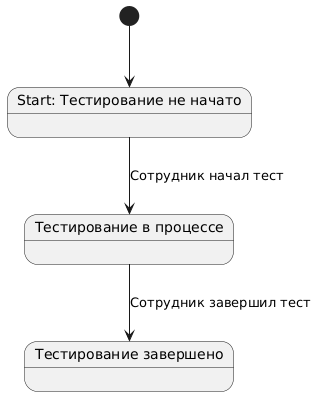 Start: Тестирование не начато
Сотрудник начал тест
Тестирование в процессе
Сотрудник завершил тест
Тестирование завершено